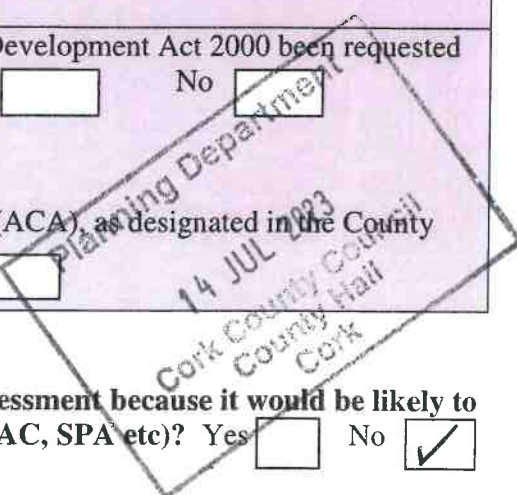 Development Act 2000 been requested
No
(ACA), as designated in the County
Planning Department
14 JUL 2023
Cork County Council
County Hall
Cork
essment because it would be likely to
AC, SPA etc)? Yes No ✓